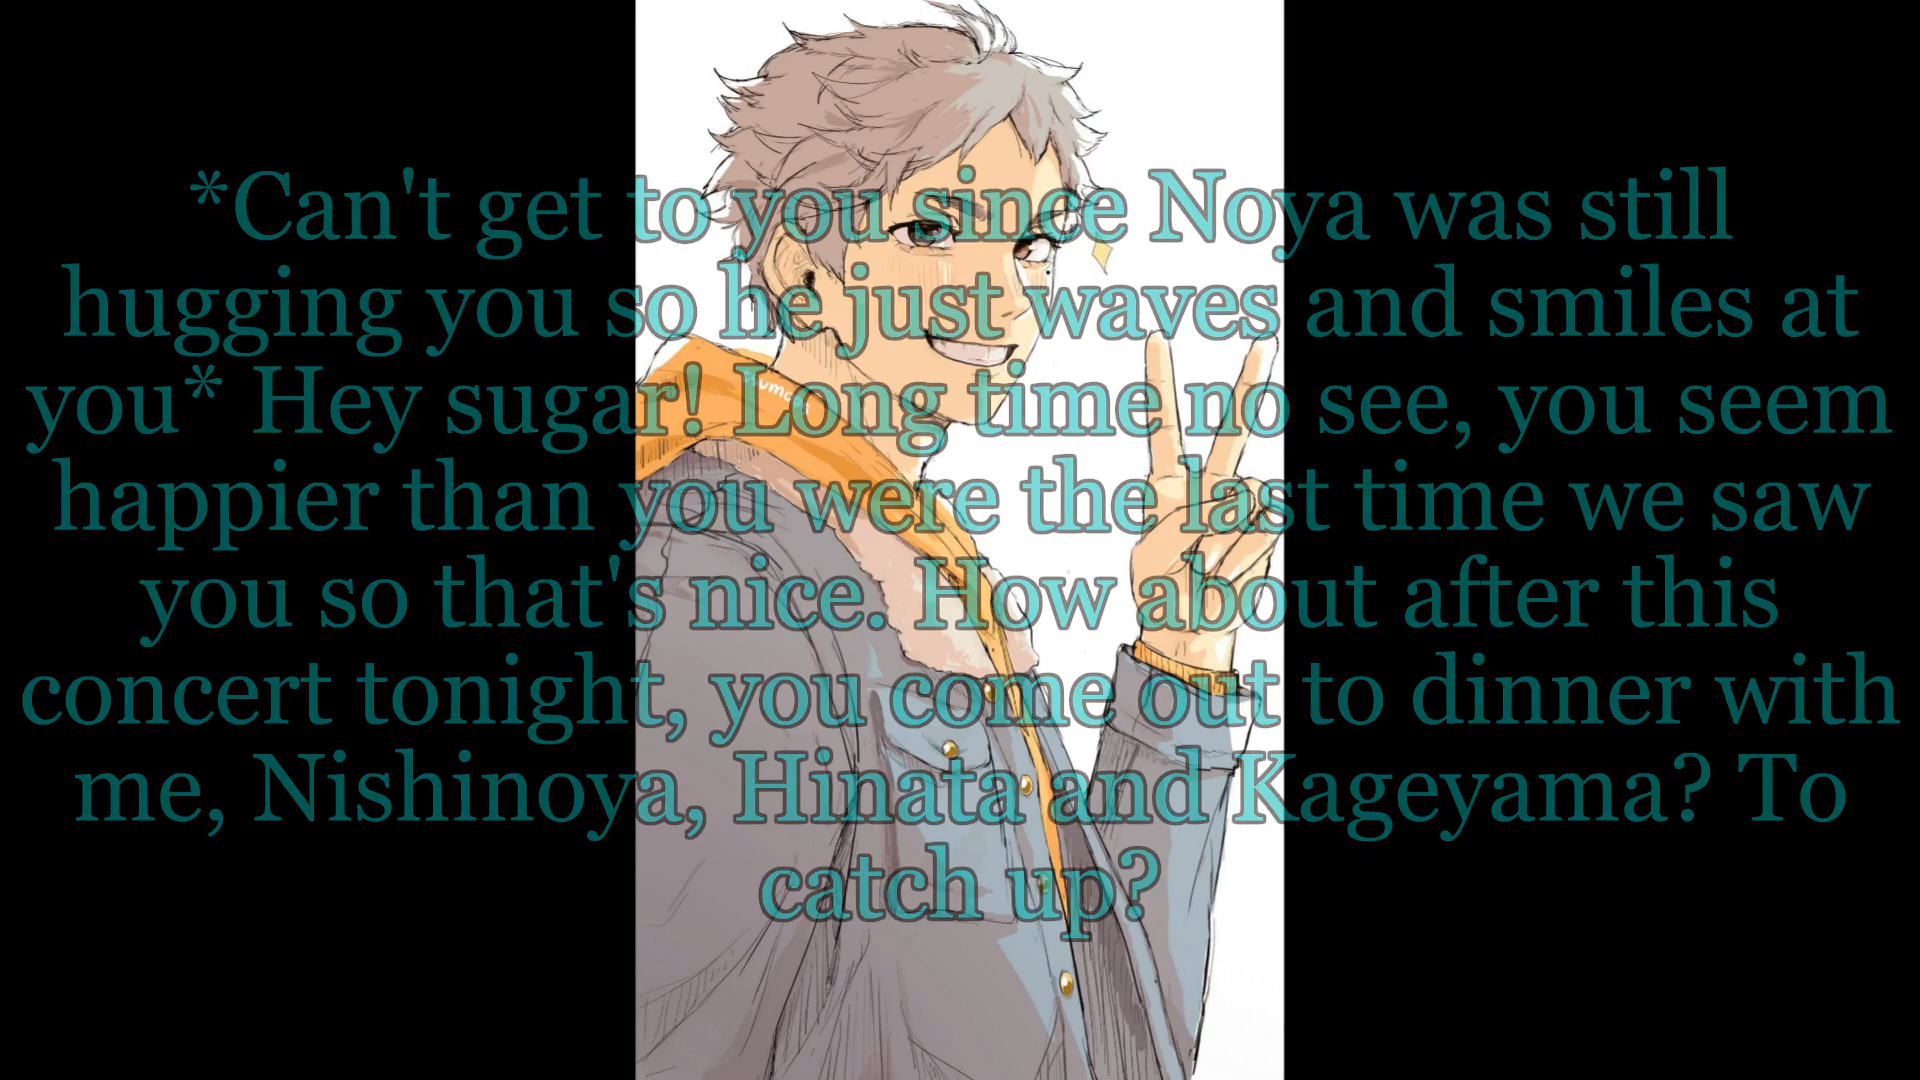 *Can't get to you since Noya was still
hugging you so he just waves and smiles at
you* Hey sugar! Long time no see, you seem
happier than you were the last time we saw
you so that's nice. How about after this
concert tonight, you come out to dinner with
me, Nishinoya, Hinata and Kageyama? To
catch up?